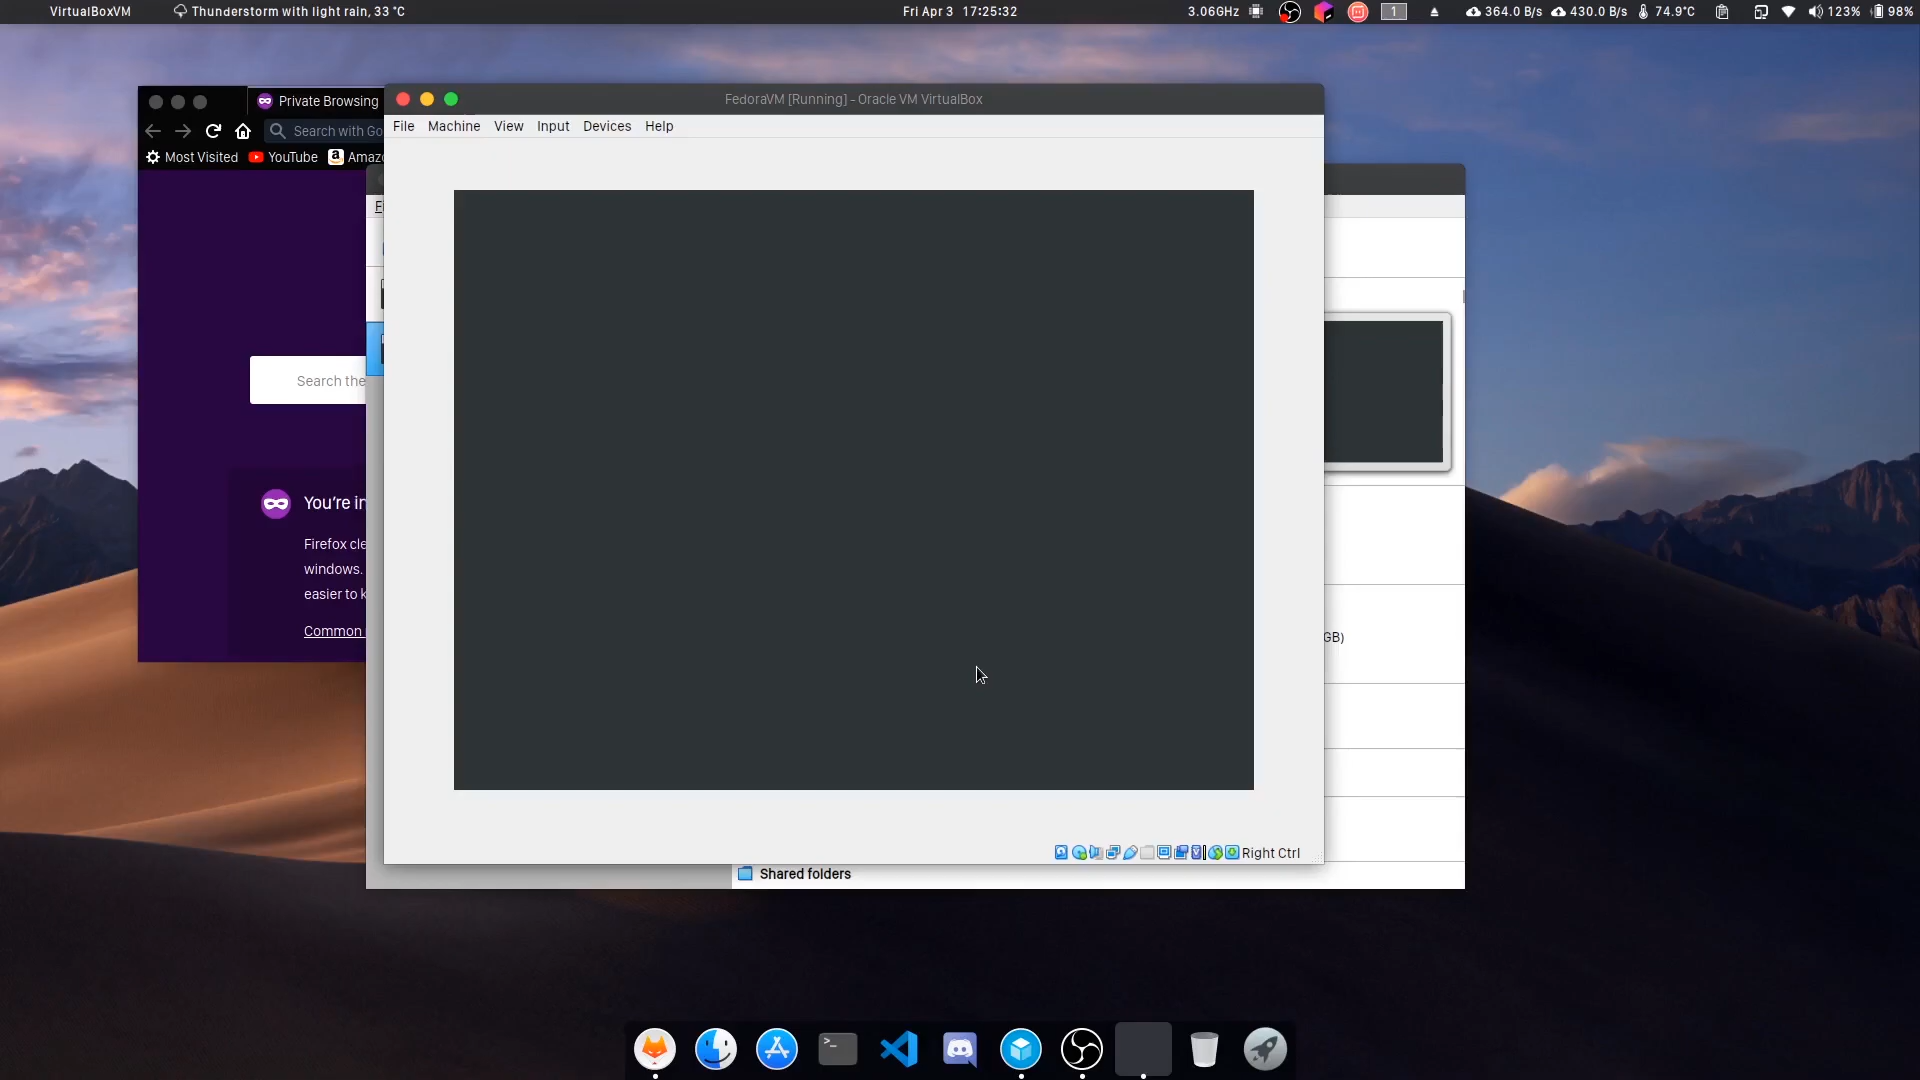 VirtualBoxVM
Thunderstorm with light rain, 33 °C
Fri Apr 3 17:25:32
3.06GHz
1
364.0 B/s
430.0 B/s
74.9°C
123%
98%
Private Browsing
Search with Go
Most Visited
YouTube
Amaz
FedoraVM [Running] - Oracle VM VirtualBox
File Machine View Input Devices Help
Search the
You're in
Firefox cle
windows.
easier to k
Common
GB)
Right Ctrl
Shared folders